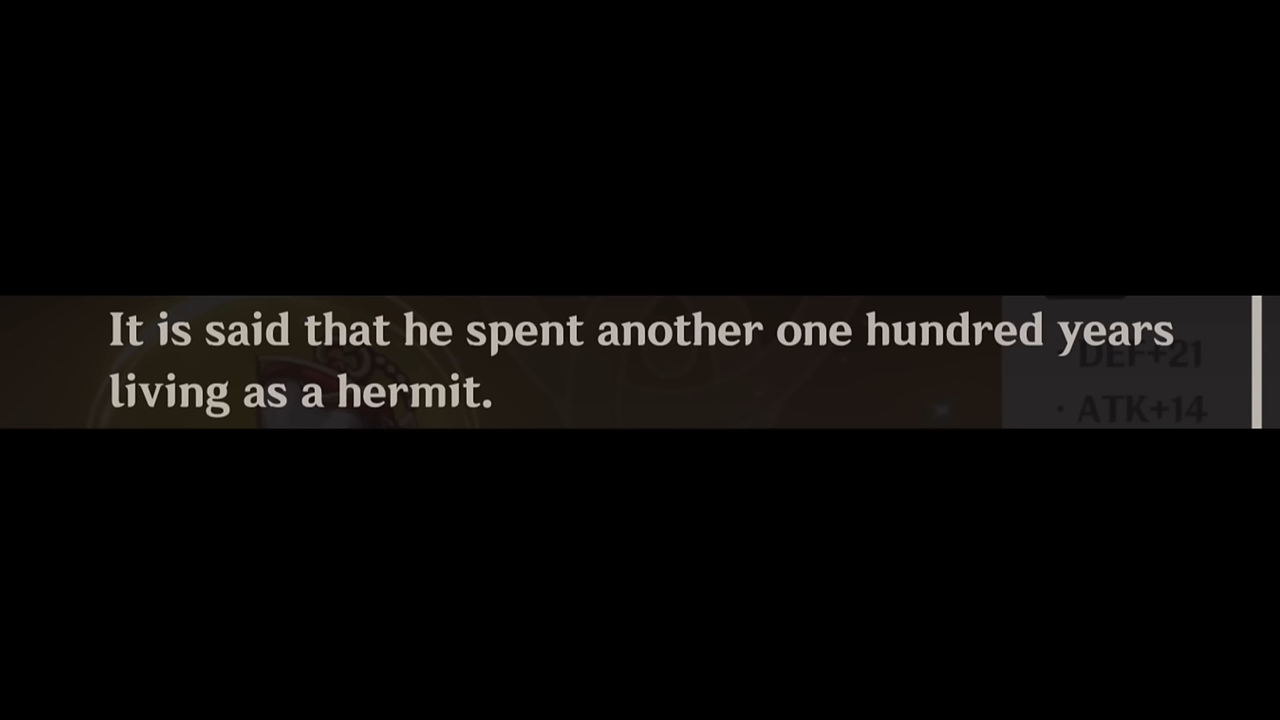 It is said that he spent another one hundred years
living as a hermit.
DEF+21
· ATK+14